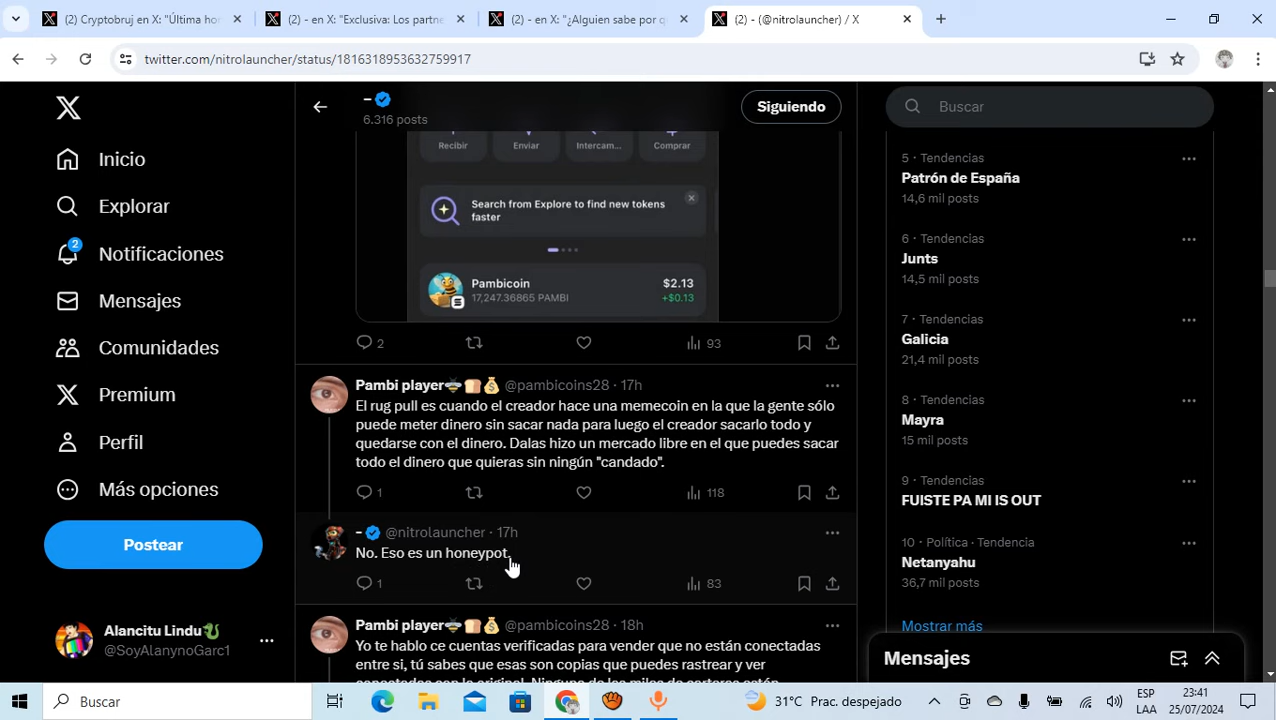 (2) Cryptobruj en X: "Última ho
(2) - en X: "Exclusiva: Los partne
(2) - en X: "¿Alguien sabe por q
(2) - (@nitrolauncher) / X
twitter.com/nitrolauncher/status/1816318953632759917
Inicio
Explorar
2
Notificaciones
Mensajes
Comunidades
Premium
Perfil
Más opciones
Postear
Alancitu Lindu
@SoyAlanynoGarc1
-
6.316 posts
Siguiendo
Recibir
Enviar
Intercam...
Comprar
Search from Explore to find new tokens
faster
Pambicoin
$2.13
17,247.36865 PAMBI
+$0.13
2
93
Pambi player @pambicoins28 · 17h
El rug pull es cuando el creador hace una memecoin en la que la gente sólo
puede meter dinero sin sacar nada para luego el creador sacarlo todo y
quedarse con el dinero. Dalas hizo un mercado libre en el que puedes sacar
todo el dinero que quieras sin ningún "candado".
1
118
- @nitrolauncher · 17h
No. Eso es un honeypot.
1
83
Pambi player @pambicoins28 · 18h
Yo te hablo ce cuentas verificadas para vender que no están conectadas
entre si, tú sabes que esas son copias que puedes rastrear y ver
Buscar
5 · Tendencias
Patrón de España
14,6 mil posts
6 · Tendencias
Junts
14,5 mil posts
7 · Tendencias
Galicia
21,4 mil posts
8 · Tendencias
Mayra
15 mil posts
9 · Tendencias
FUISTE PA MI IS OUT
10 · Política · Tendencia
Netanyahu
36,7 mil posts
Mostrar más
Mensajes
Buscar
31°C Prac. despejado
ESP
LAA
23:41
25/07/2024